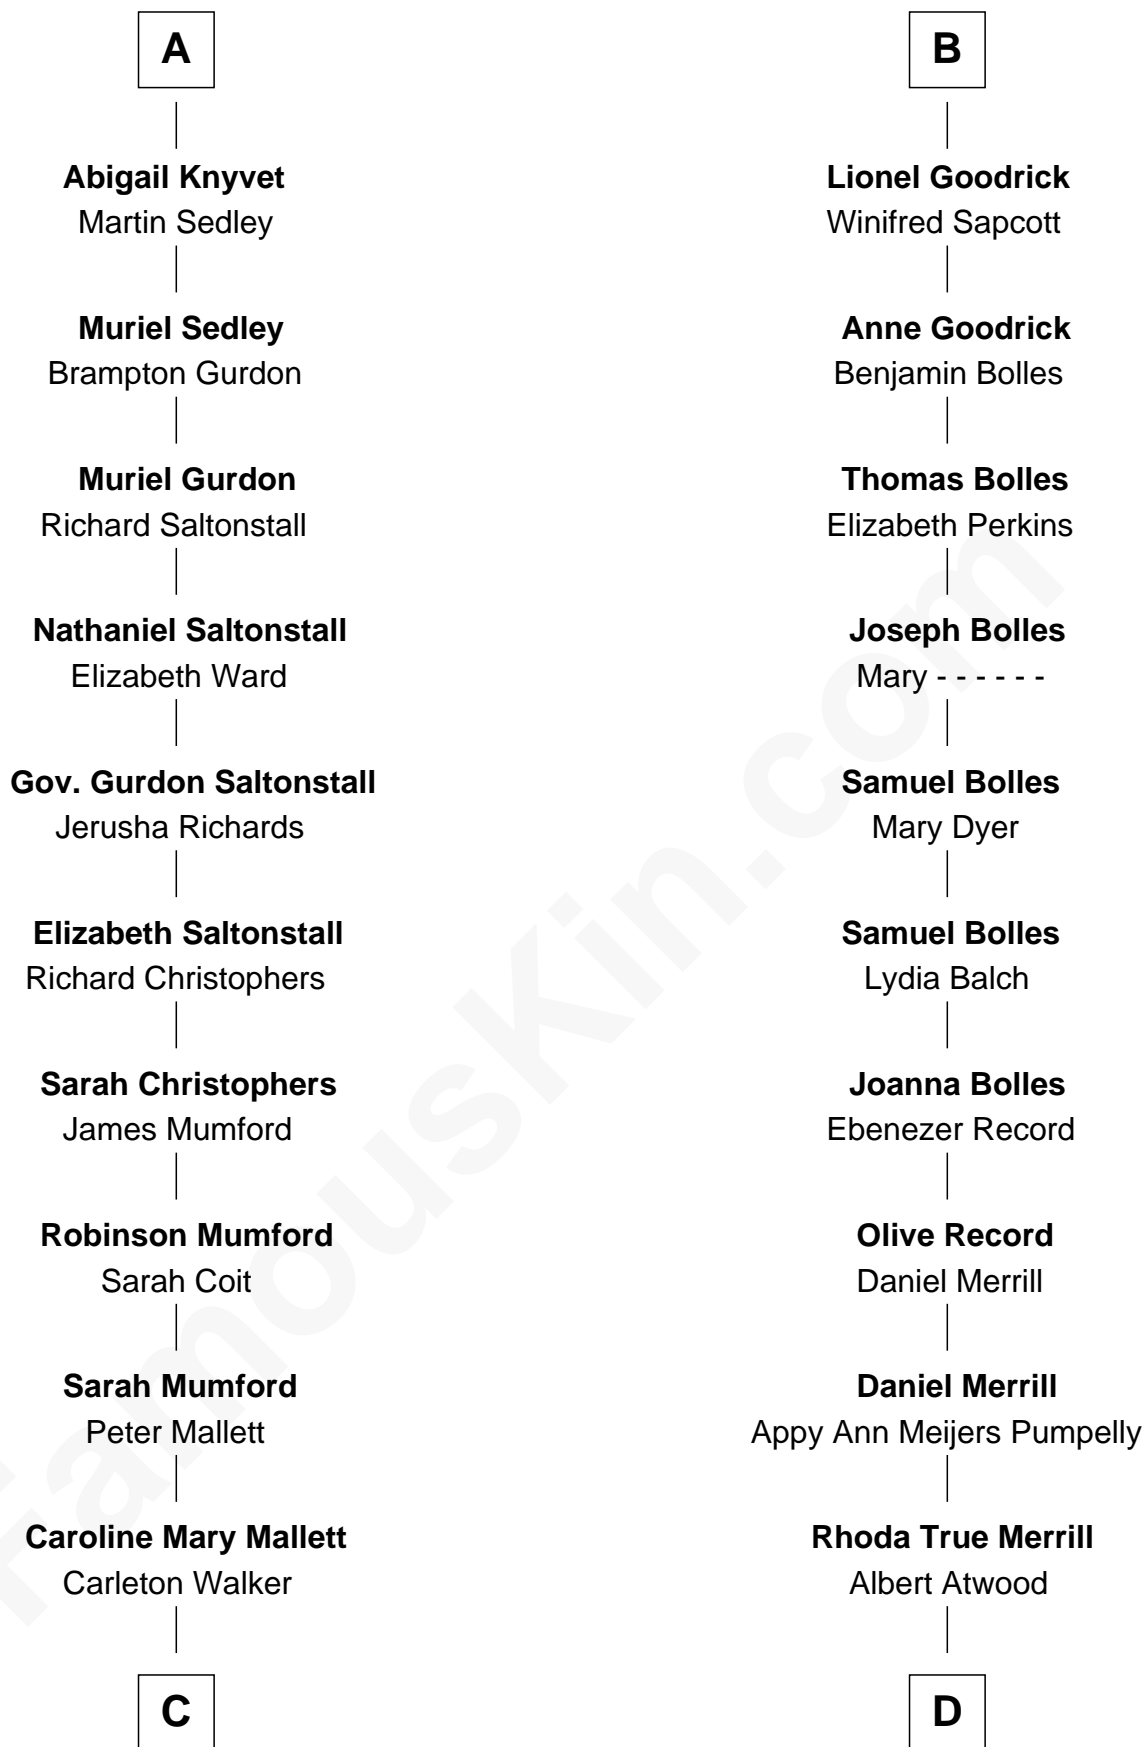 A
Abigail Knyvet
Martin Sedley
Muriel Sedley
Brampton Gurdon
Muriel Gurdon
Richard Saltonstall
Nathaniel Saltonstall
Elizabeth Ward
Gov. Gurdon Saltonstall
Jerusha Richards
Elizabeth Saltonstall
Richard Christophers
Sarah Christophers
James Mumford
Robinson Mumford
Sarah Coit
Sarah Mumford
Peter Mallett
Caroline Mary Mallett
Carleton Walker
C
B
Lionel Goodrick
Winifred Sapcott
Anne Goodrick
Benjamin Bolles
Thomas Bolles
Elizabeth Perkins
Joseph Bolles
Mary - - - - - -
Samuel Bolles
Mary Dyer
Samuel Bolles
Lydia Balch
Joanna Bolles
Ebenezer Record
Olive Record
Daniel Merrill
Daniel Merrill
Appy Ann Meijers Pumpelly
Rhoda True Merrill
Albert Atwood
D
FamousKin.com